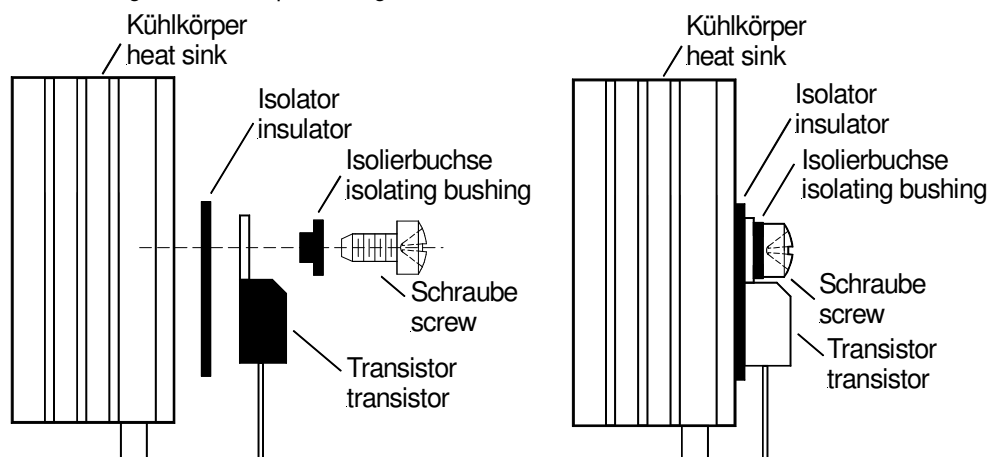 Kühlkörper
heat sink
Isolator
insulator
Isolierbuchse
isolating bushing
Schraube
screw
Transistor
transistor
Kühlkörper
heat sink
Isolator
insulator
Isolierbuchse
isolating bushing
Schraube
screw
Transistor
transistor